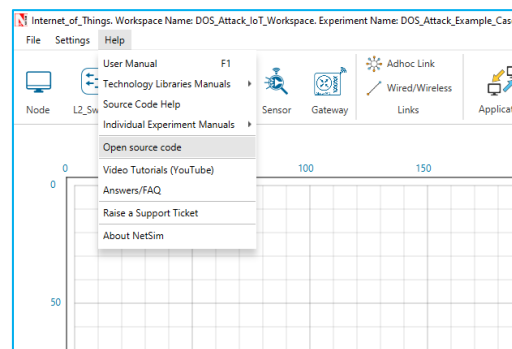 Internet_of_Things. Workspace Name: DOS_Attack_IoT_Workspace. Experiment Name: DOS_Attack_Example_Cas
File Settings Help
User Manual F1
Technology Libraries Manuals
Source Code Help
Individual Experiment Manuals
Open source code
Video Tutorials (YouTube)
Answers/FAQ
Raise a Support Ticket
About NetSim
Node L2_Sw Sensor Gateway
Adhoc Link
Wired/Wireless
Links
Applicat
0 100 150
0
50